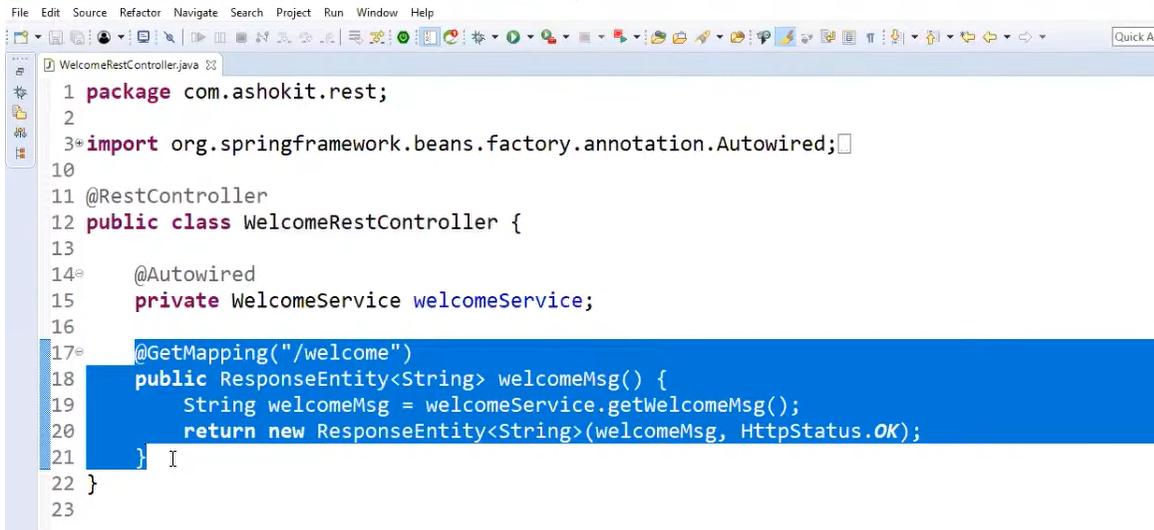 File Edit Source Refactor Navigate Search Project Run Window Help
Quick A
WelcomeRestController.java
1 package com.ashokit.rest;
2
3 import org.springframework.beans.factory.annotation.Autowired;
10
11 @RestController
12 public class WelcomeRestController {
13
14 @Autowired
15 private WelcomeService welcomeService;
16
17 @GetMapping("/welcome")
18 public ResponseEntity<String> welcomeMsg() {
19 String welcomeMsg = welcomeService.getWelcomeMsg();
20 return new ResponseEntity<String>(welcomeMsg, HttpStatus.OK);
21 }
22 }
23